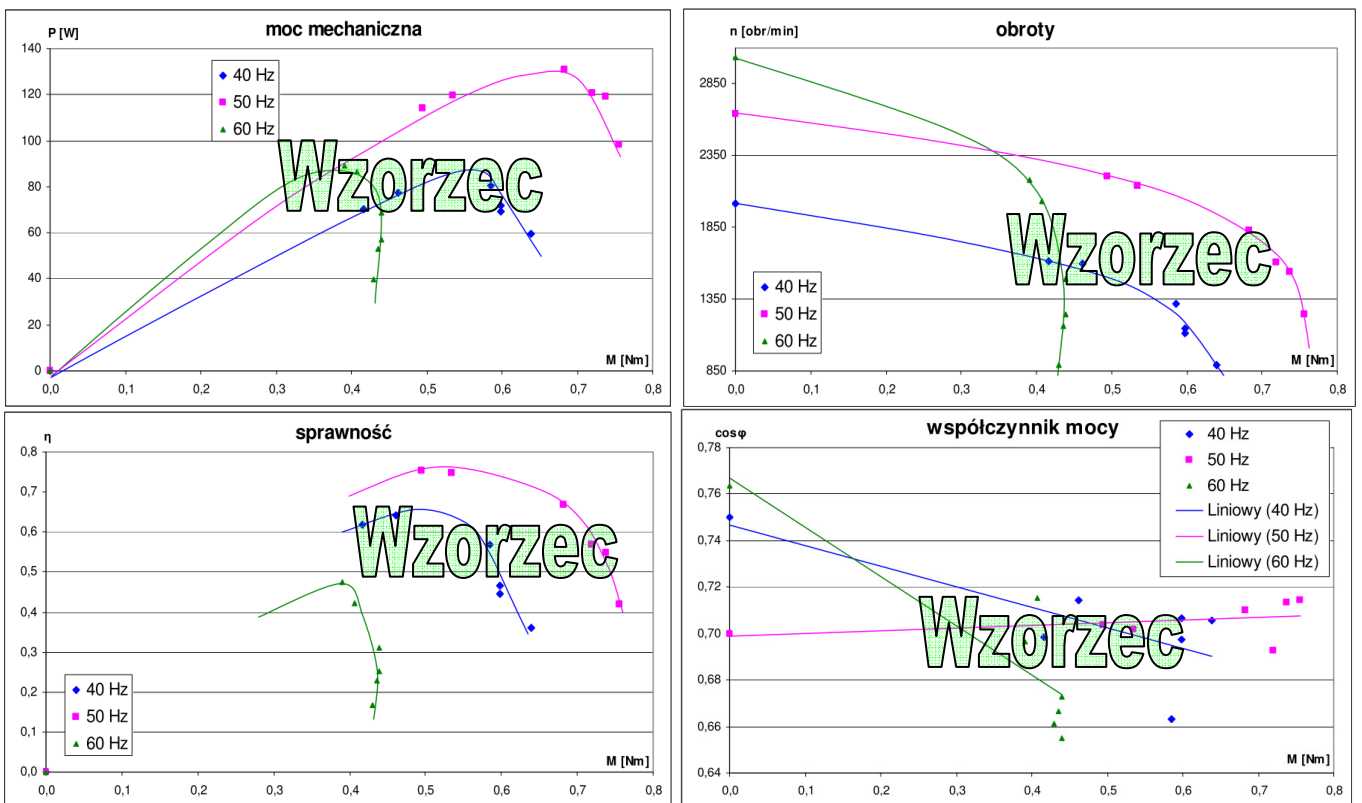 moc mechaniczna
P [W]
140
120
100
80
60
40
20
0
40 Hz
50 Hz
60 Hz
Wzorzec
M [Nm]
0,0 0,1 0,2 0,3 0,4 0,5 0,6 0,7 0,8
obroty
n [obr/min]
2850
2350
1850
1350
850
Wzorzec
40 Hz
50 Hz
60 Hz
M [Nm]
0,0 0,1 0,2 0,3 0,4 0,5 0,6 0,7 0,8
sprawność
η
0,8
0,7
0,6
0,5
0,4
0,3
0,2
0,1
0,0
Wzorzec
40 Hz
50 Hz
60 Hz
M [Nm]
0,0 0,1 0,2 0,3 0,4 0,5 0,6 0,7 0,8
współczynnik mocy
cosφ
0,78
0,76
0,74
0,72
0,70
0,68
0,66
0,64
40 Hz
50 Hz
60 Hz
Liniowy (40 Hz)
Liniowy (50 Hz)
Liniowy (60 Hz)
Wzorzec
M [Nm]
0,0 0,1 0,2 0,3 0,4 0,5 0,6 0,7 0,8